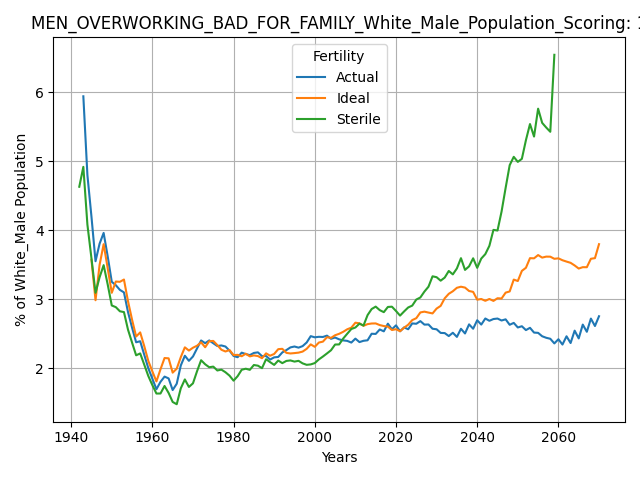 MEN_OVERWORKING_BAD_FOR_FAMILY_White_Male_Population_Scoring:
Fertility
Actual
Ideal
Sterile
% of White_Male Population
6
5
4
3
2
1940
1960
1980
2000
2020
2040
2060
Years